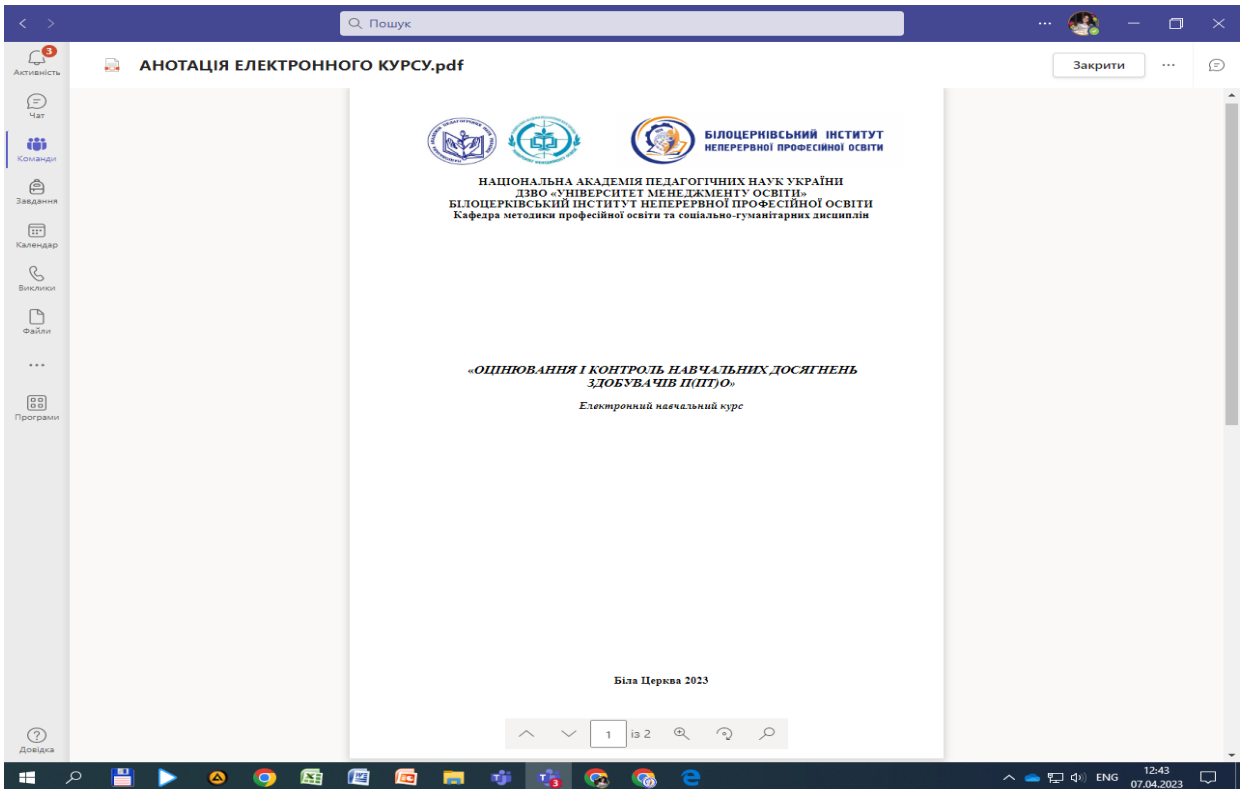 Пошук
3
Активність
АНОТАЦІЯ ЕЛЕКТРОННОГО КУРСУ.pdf
Закрити
Чат
Команди
Завдання
Календар
Виклики
Файли
Програми
Довідка
БІЛОЦЕРКІВСЬКИЙ ІНСТИТУТ
НЕПЕРЕРВНОЇ ПРОФЕСІЙНОЇ ОСВІТИ
НАЦІОНАЛЬНА АКАДЕМІЯ ПЕДАГОГІЧНИХ НАУК УКРАЇНИ
ДЗВО «УНІВЕРСИТЕТ МЕНЕДЖМЕНТУ ОСВІТИ»
БІЛОЦЕРКІВСЬКИЙ ІНСТИТУТ НЕПЕРЕРВНОЇ ПРОФЕСІЙНОЇ ОСВІТИ
Кафедра методики професійної освіти та соціально-гуманітарних дисциплін
«ОЦІНЮВАННЯ І КОНТРОЛЬ НАВЧАЛЬНИХ ДОСЯГНЕНЬ
ЗДОБУВАЧІВ П(ПТ)О»
Електронний навчальний курс
Біла Церква 2023
1 із 2
3
ENG
12:43
07.04.2023